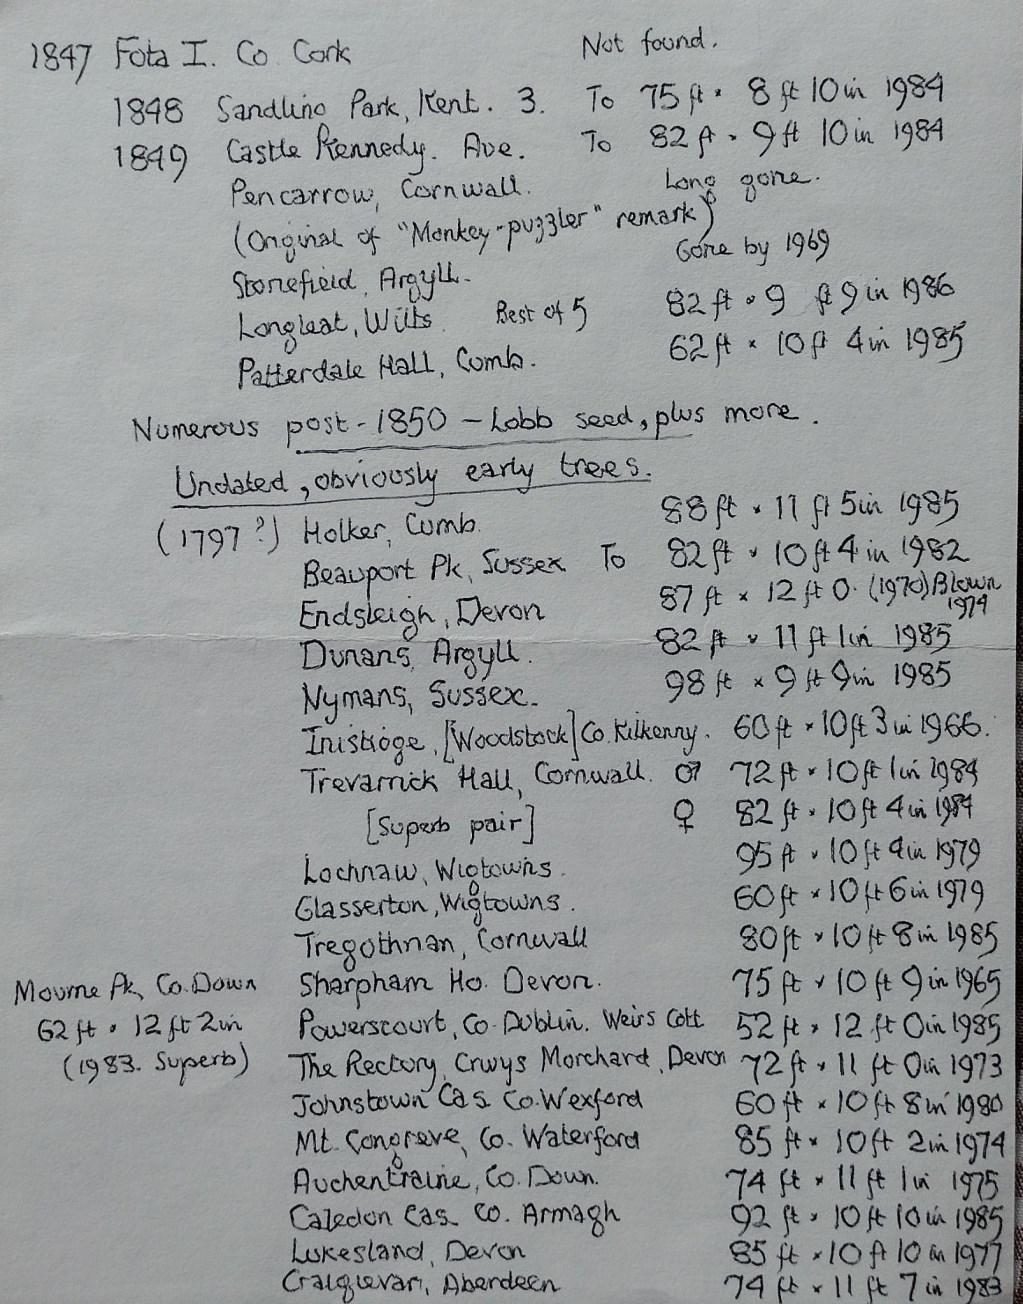 1847 Fota I. Co Cork Not found.
1848 Sandling Park, Kent. 3. To 75 ft × 8 ft 10 in 1984
1849 Castle Kennedy. Ave. To 82 ft × 9 ft 10 in 1984
Pencarrow, Cornwall. Long gone.
(Original of "Monkey-puzzler" remark)
Stonefield, Argyll. Gone by 1969
Longleat, Wilts. Best of 5 82 ft × 9 ft 9 in 1986
Patterdale Hall, Cumb. 62 ft × 10 ft 4 in 1985
Numerous post-1850 – Lobb seed, plus more.
Undated, obviously early trees.
(1797?) Holker, Cumb. 88 ft × 11 ft 5 in 1985
Beauport Pk, Sussex To 82 ft × 10 ft 4 in 1982
Endsleigh, Devon 87 ft × 12 ft 0. (1970) Blown 1974
Dunans, Argyll. 82 ft × 11 ft 1 in 1985
Nymans, Sussex. 98 ft × 9 ft 9 in 1985
Inistioge, [Woodstock] Co. Kilkenny. 60 ft × 10 ft 3 in 1966.
Trevarrick Hall, Cornwall. ♂ 72 ft × 10 ft 1 in 1984
[Superb pair] ♀ 82 ft × 10 ft 4 in 1984
Lochnaw, Wigtowns. 95 ft × 10 ft 4 in 1979
Glasserton, Wigtowns. 60 ft × 10 ft 6 in 1979
Tregothnan, Cornwall 80 ft × 10 ft 8 in 1985
Sharpham Ho. Devon. 75 ft × 10 ft 9 in 1965
Mourne Pk, Co. Down
62 ft × 12 ft 2 in
(1983. Superb)
Powerscourt, Co. Dublin. Weirs Cott 52 ft × 12 ft 0 in 1985
The Rectory, Cruwys Morchard, Devon 72 ft × 11 ft 0 in 1973
Johnstown Cas. Co. Wexford 60 ft × 10 ft 8 in 1980
Mt. Congreve, Co. Waterford 85 ft × 10 ft 2 in 1974
Auchentraine, Co. Down. 74 ft × 11 ft 1 in 1975
Caledon Cas. Co. Armagh 92 ft × 10 ft 10 in 1985
Lukesland, Devon 85 ft × 10 ft 10 in 1977
Craigievar, Aberdeen 74 ft × 11 ft 7 in 1983